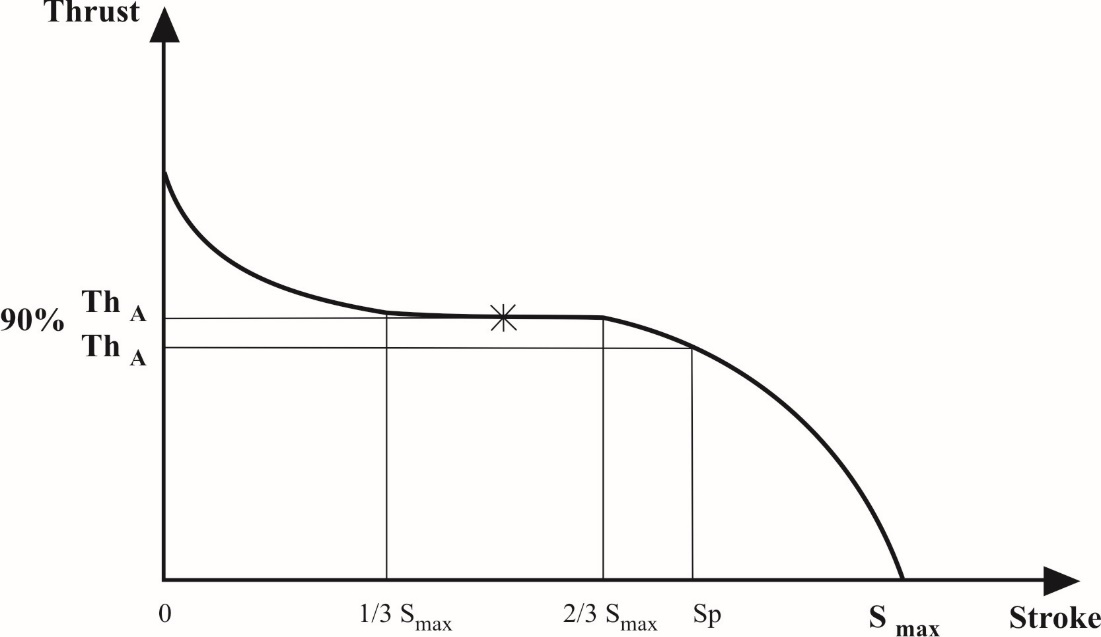 Thrust
Th A
90%
Th A
0
1/3 Smax
2/3 Smax
Sp
S max
Stroke